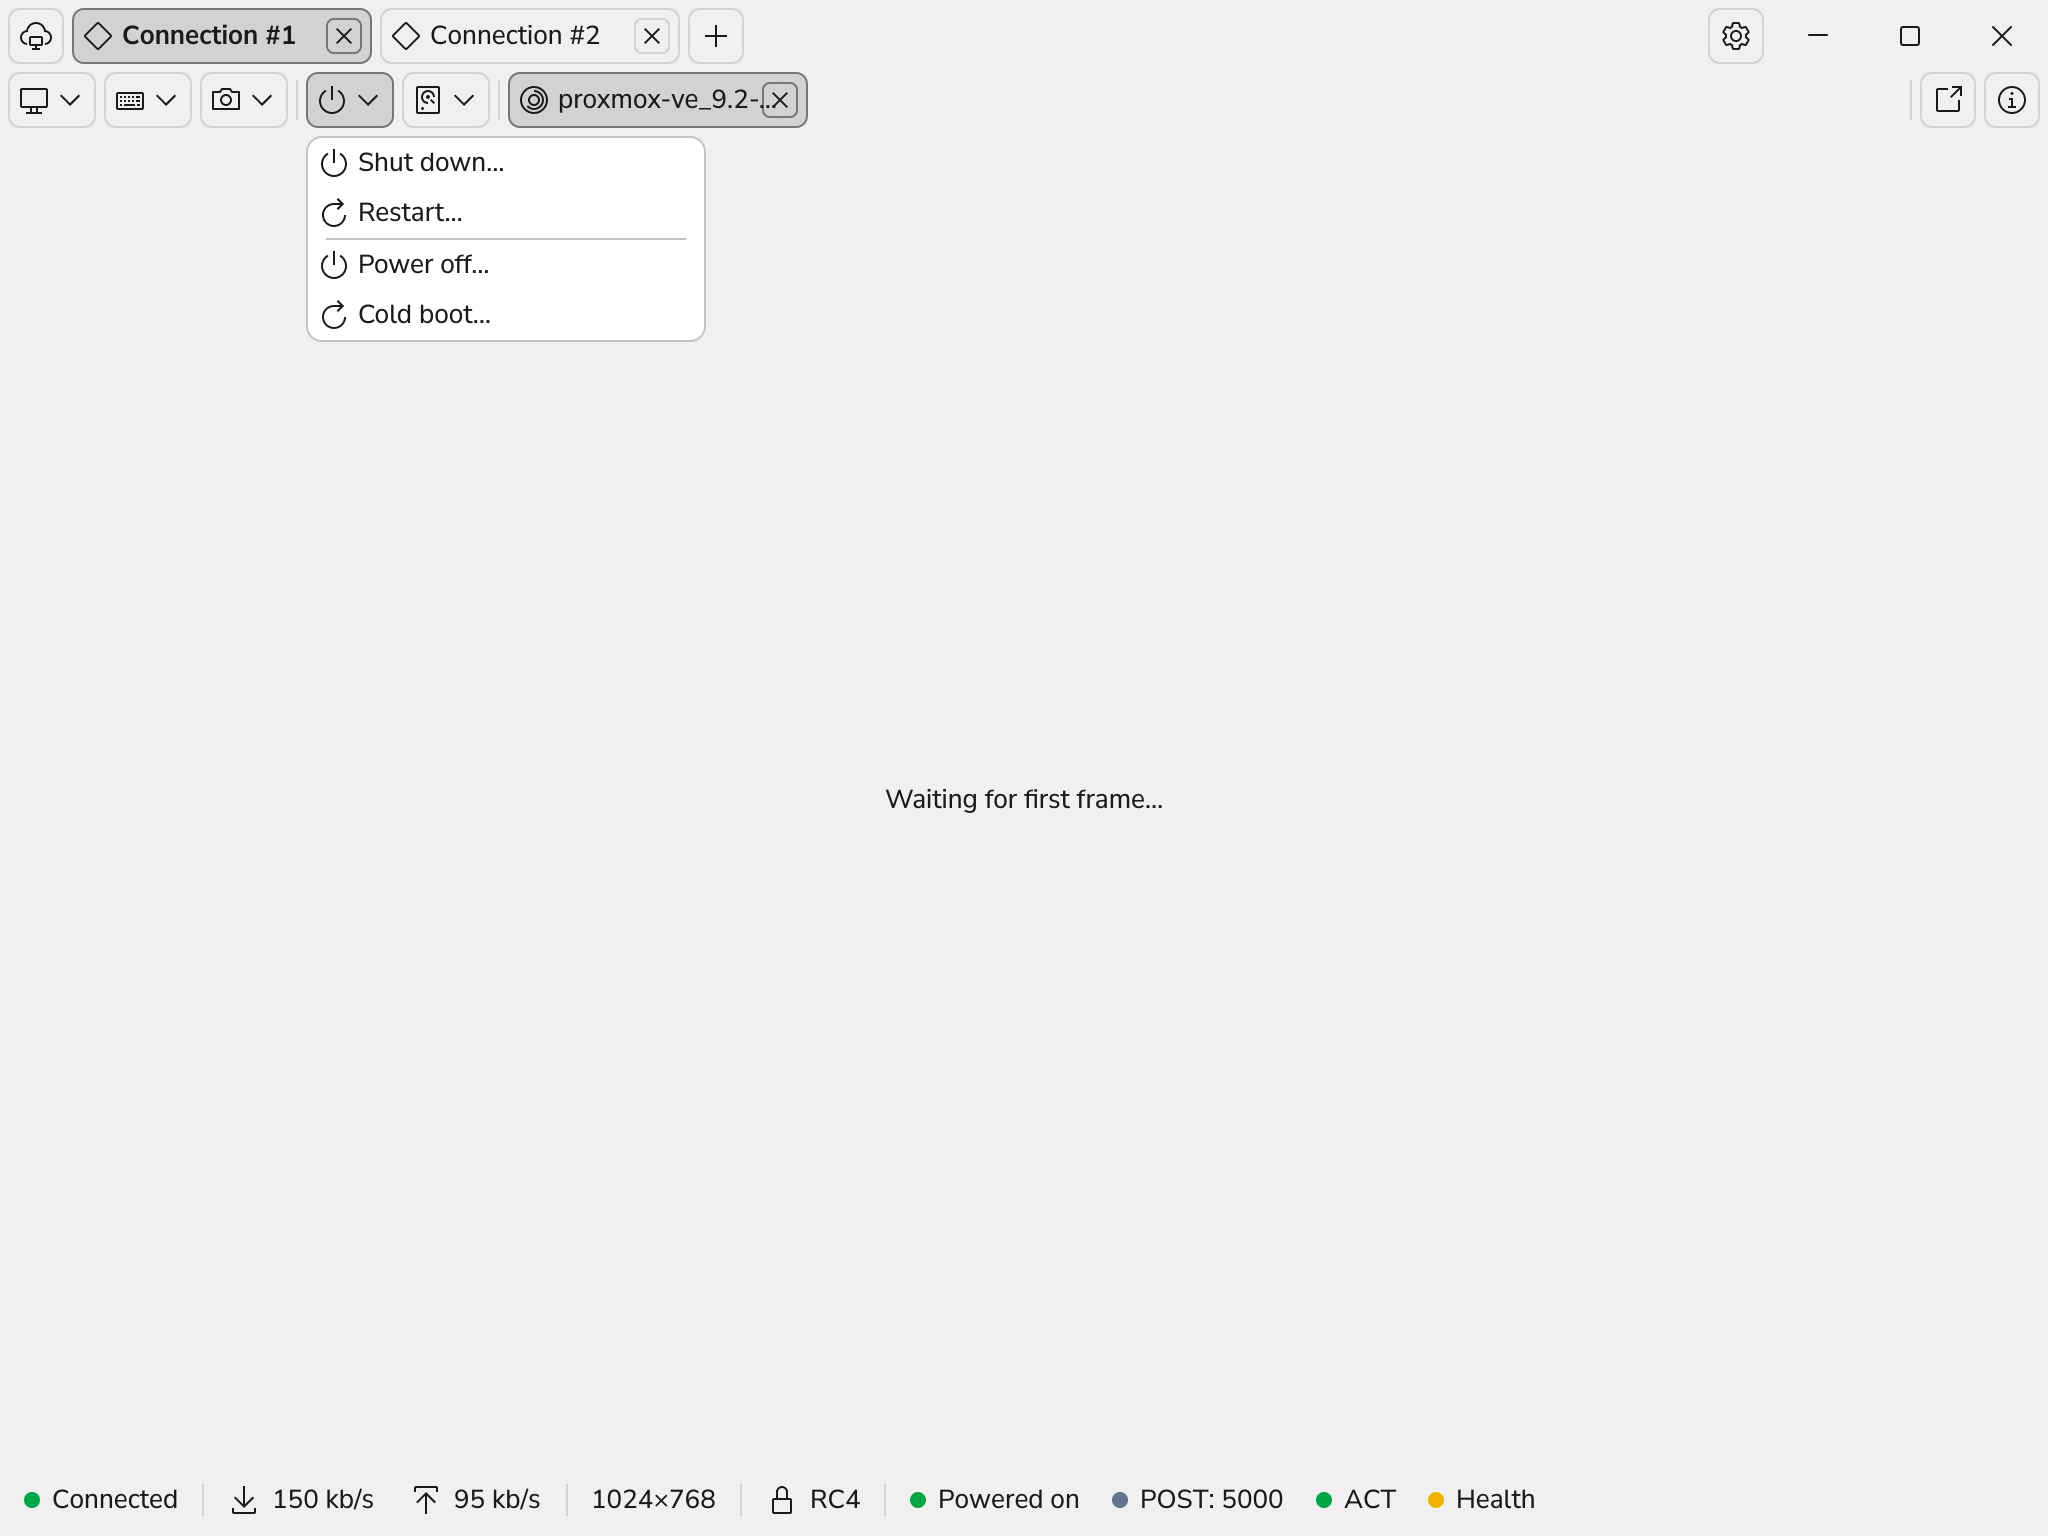 Connection #1
Connection #2
proxmox-ve_9.2-...
Shut down...
Restart...
Power off...
Cold boot...
Waiting for first frame...
Connected 150 kb/s 95 kb/s 1024×768 RC4 Powered on POST: 5000 ACT Health